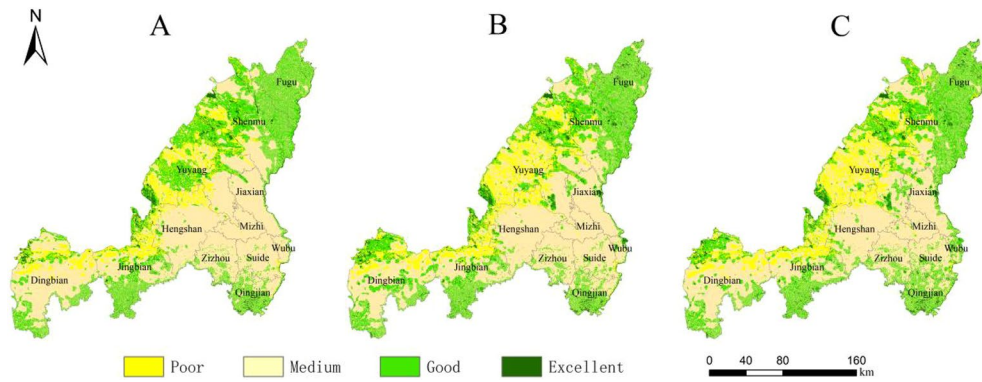 N
A
B
C
Fugu
Shenmu
Yuyang
Jiaxian
Hengshan
Mizhi
Wubu
Zizhou
Suide
Dingbian
Jingbian
Qingjian
Fugu
Shenmu
Yuyang
Jiaxian
Hengshan
Mizhi
Wubu
Zizhou
Suide
Dingbian
Jingbian
Qingjian
Fugu
Shenmu
Yuyang
Jiaxian
Hengshan
Mizhi
Wubu
Zizhou
Suide
Dingbian
Jingbian
Qingjian
Poor Medium Good Excellent
0 40 80 160
km